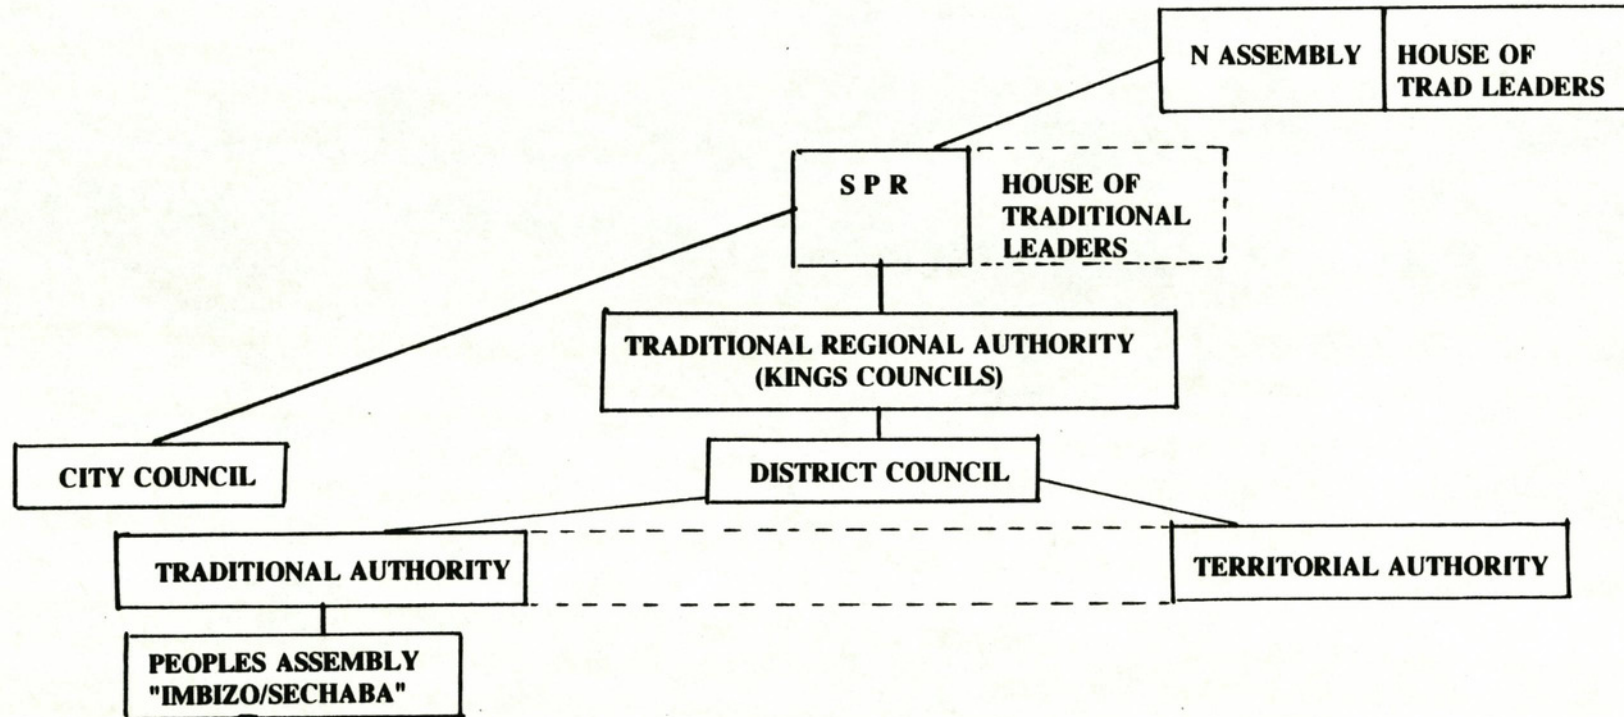 N ASSEMBLY
HOUSE OF
TRAD LEADERS
S P R
HOUSE OF
TRADITIONAL
LEADERS
TRADITIONAL REGIONAL AUTHORITY
(KINGS COUNCILS)
CITY COUNCIL
DISTRICT COUNCIL
TRADITIONAL AUTHORITY
TERRITORIAL AUTHORITY
PEOPLES ASSEMBLY
"IMBIZO/SECHABA"